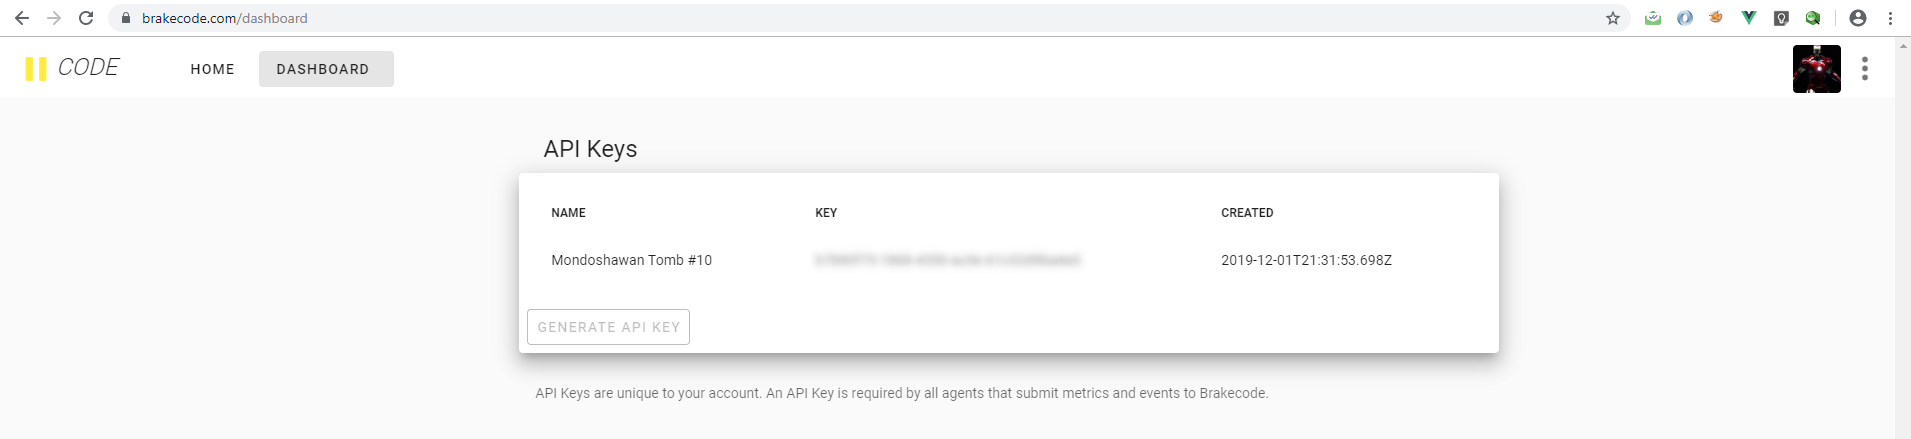 brakecode.com/dashboard
CODE HOME DASHBOARD
API Keys
NAME KEY CREATED
Mondoshawan Tomb #10 2019-12-01T21:31:53.698Z
GENERATE API KEY
API Keys are unique to your account. An API Key is required by all agents that submit metrics and events to Brakecode.